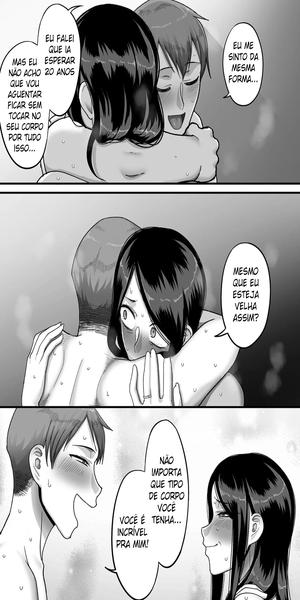 EU ME
SINTO DA
MESMA
FORMA...
EU FALEI
QUE IA
ESPERAR
20 ANOS
MAS EU
NÃO ACHO
QUE VOU
AGUENTAR
FICAR SEM
TOCAR NO
SEU CORPO
POR TUDO
ISSO...
MESMO
QUE EU
ESTEJA
VELHA
ASSIM?
NÃO
IMPORTA
QUE TIPO
DE CORPO
VOCÊ
TENHA...
VOCÊ É
INCRÍVEL
PRA MIM!